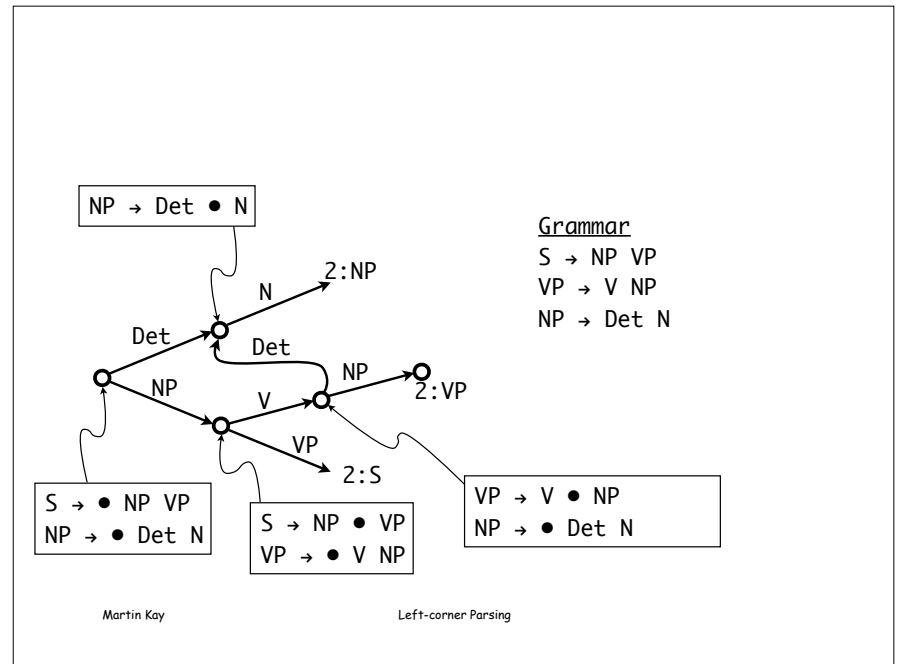 NP → Det ● N
Grammar
S → NP VP
VP → V NP
NP → Det N
2:NP
N
Det
Det
NP
2:VP
NP
V
VP
2:S
S → ● NP VP
NP → ● Det N
S → NP ● VP
VP → ● V NP
VP → V ● NP
NP → ● Det N
Martin Kay
Left-corner Parsing